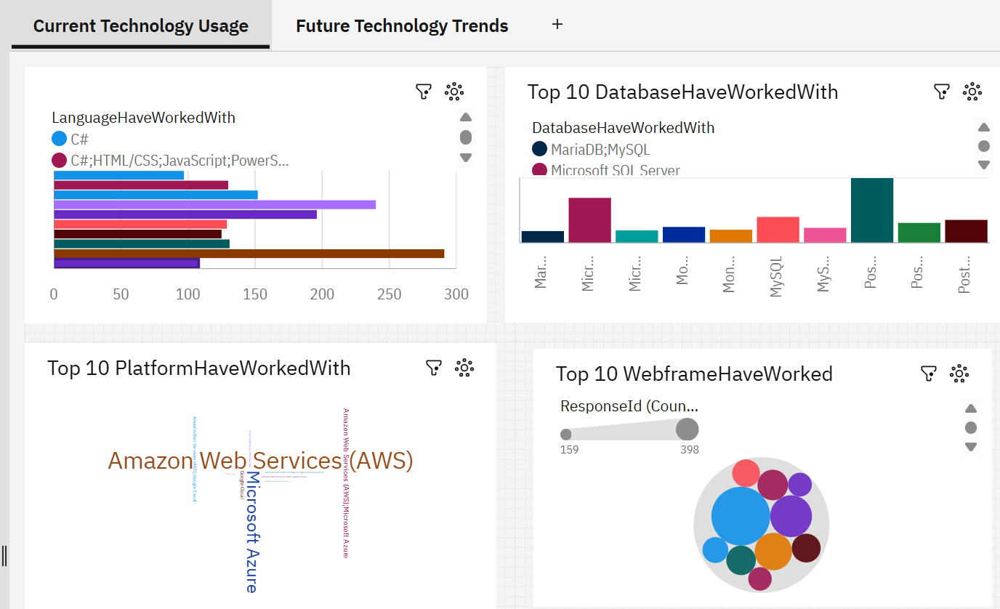 Current Technology Usage
Future Technology Trends
+
LanguageHaveWorkedWith
C#
C#;HTML/CSS;JavaScript;PowerS...
0 50 100 150 200 250 300
Top 10 DatabaseHaveWorkedWith
DatabaseHaveWorkedWith
MariaDB;MySQL
Microsoft SQL Server
Mar...
Micr...
Micr...
Mo...
Mon...
MySQL
MyS...
Pos...
Pos...
Post...
Top 10 PlatformHaveWorkedWith
Amazon Web Services (AWS)
Amazon Web Services (AWS);Google Cloud
Google Cloud
Microsoft Azure
Amazon Web Services (AWS);Microsoft Azure
Top 10 WebframeHaveWorked
ResponseId (Coun...
159
398